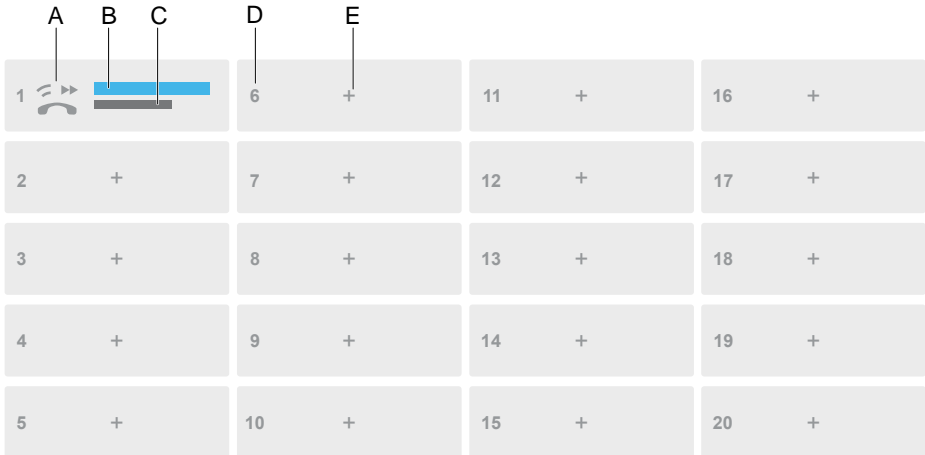 A B C D E
1 6 + 11 + 16 +
2 + 7 + 12 + 17 +
3 + 8 + 13 + 18 +
4 + 9 + 14 + 19 +
5 + 10 + 15 + 20 +